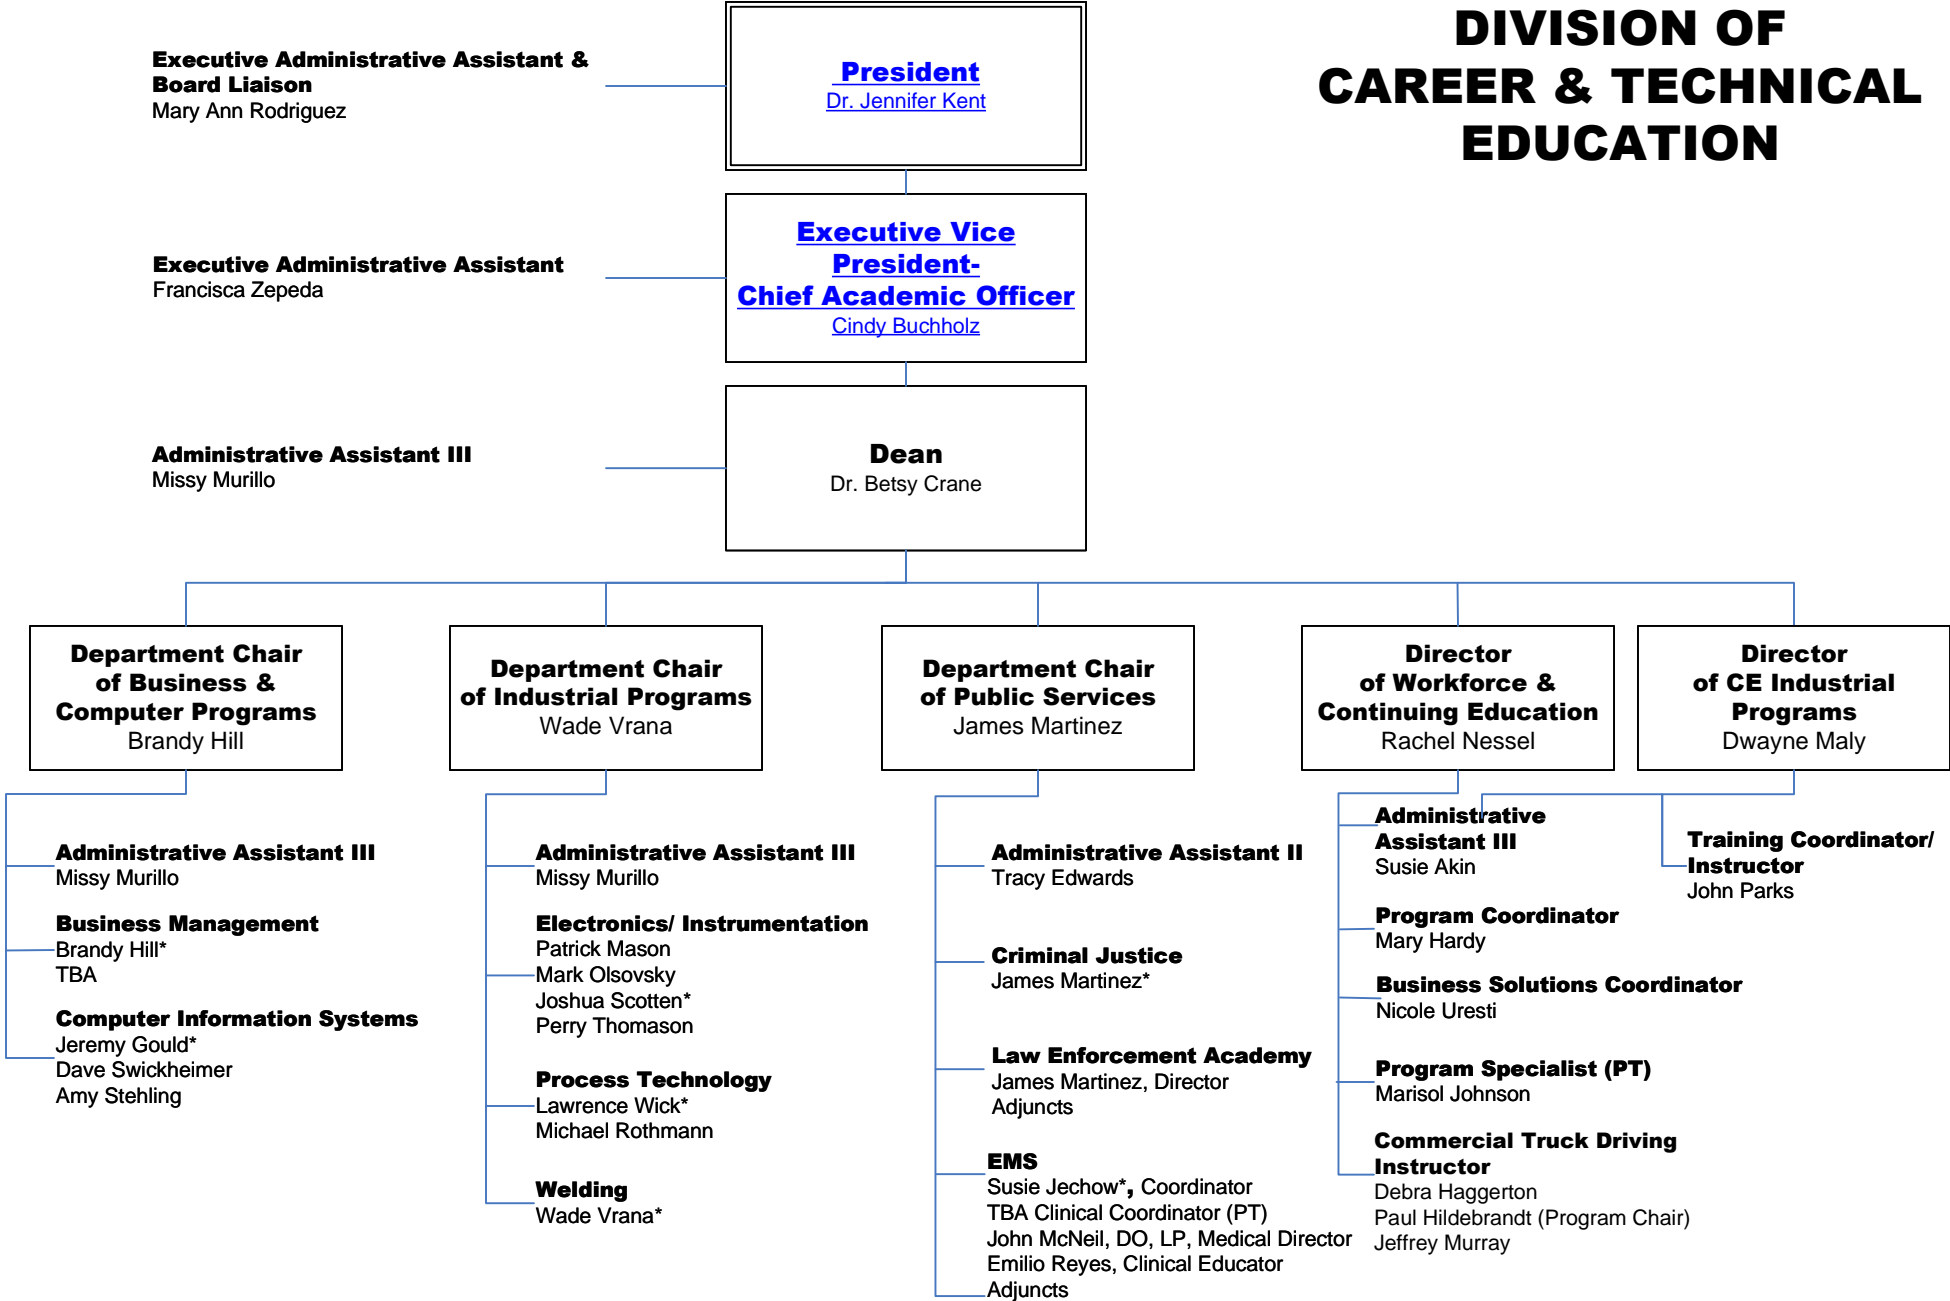 DIVISION OF
CAREER & TECHNICAL
EDUCATION
Executive Administrative Assistant &
Board Liaison
Mary Ann Rodriguez
President
Dr. Jennifer Kent
Executive Administrative Assistant
Francisca Zepeda
Executive Vice
President-
Chief Academic Officer
Cindy Buchholz
Administrative Assistant III
Missy Murillo
Dean
Dr. Betsy Crane
Department Chair
of Business &
Computer Programs
Brandy Hill
Department Chair
of Industrial Programs
Wade Vrana
Department Chair
of Public Services
James Martinez
Director
of Workforce &
Continuing Education
Rachel Nessel
Director
of CE Industrial
Programs
Dwayne Maly
Administrative Assistant III
Missy Murillo
Business Management
Brandy Hill*
TBA
Computer Information Systems
Jeremy Gould*
Dave Swickheimer
Amy Stehling
Administrative Assistant III
Missy Murillo
Electronics/ Instrumentation
Patrick Mason
Mark Olsovsky
Joshua Scotten*
Perry Thomason
Process Technology
Lawrence Wick*
Michael Rothmann
Welding
Wade Vrana*
Administrative Assistant II
Tracy Edwards
Criminal Justice
James Martinez*
Law Enforcement Academy
James Martinez, Director
Adjuncts
EMS
Susie Jechow*, Coordinator
TBA Clinical Coordinator (PT)
John McNeil, DO, LP, Medical Director
Emilio Reyes, Clinical Educator
Adjuncts
Administrative
Assistant III
Susie Akin
Program Coordinator
Mary Hardy
Business Solutions Coordinator
Nicole Uresti
Program Specialist (PT)
Marisol Johnson
Commercial Truck Driving
Instructor
Debra Haggerton
Paul Hildebrandt (Program Chair)
Jeffrey Murray
Training Coordinator/
Instructor
John Parks